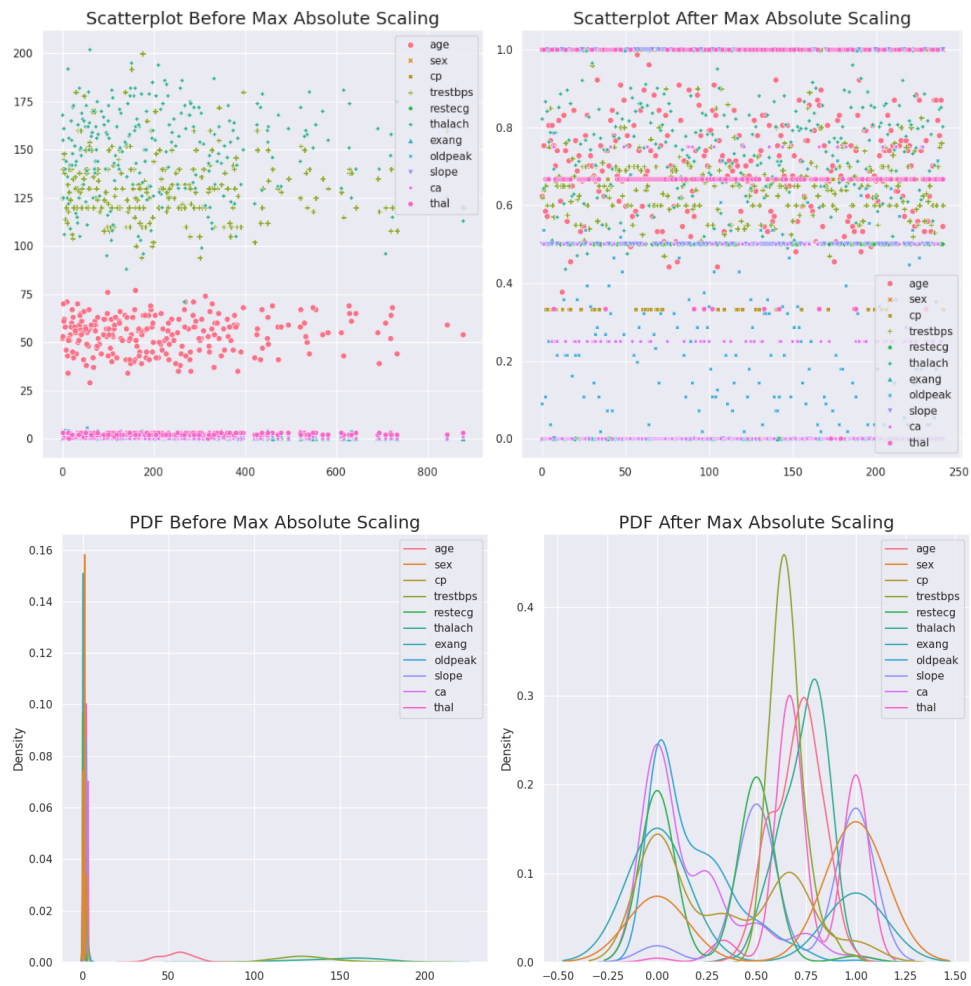 Scatterplot Before Max Absolute Scaling
200
175
150
125
100
75
50
25
0
0
200
400
600
800
age
sex
cp
trestbps
restecg
thalach
exang
oldpeak
slope
ca
thal
Scatterplot After Max Absolute Scaling
1.0
0.8
0.6
0.4
0.2
0.0
0
50
100
150
200
250
age
sex
cp
trestbps
restecg
thalach
exang
oldpeak
slope
ca
thal
PDF Before Max Absolute Scaling
Density
0.16
0.14
0.12
0.10
0.08
0.06
0.04
0.02
0.00
0
50
100
150
200
age
sex
cp
trestbps
restecg
thalach
exang
oldpeak
slope
ca
thal
PDF After Max Absolute Scaling
Density
0.4
0.3
0.2
0.1
0.0
−0.50
−0.25
0.00
0.25
0.50
0.75
1.00
1.25
1.50
age
sex
cp
trestbps
restecg
thalach
exang
oldpeak
slope
ca
thal